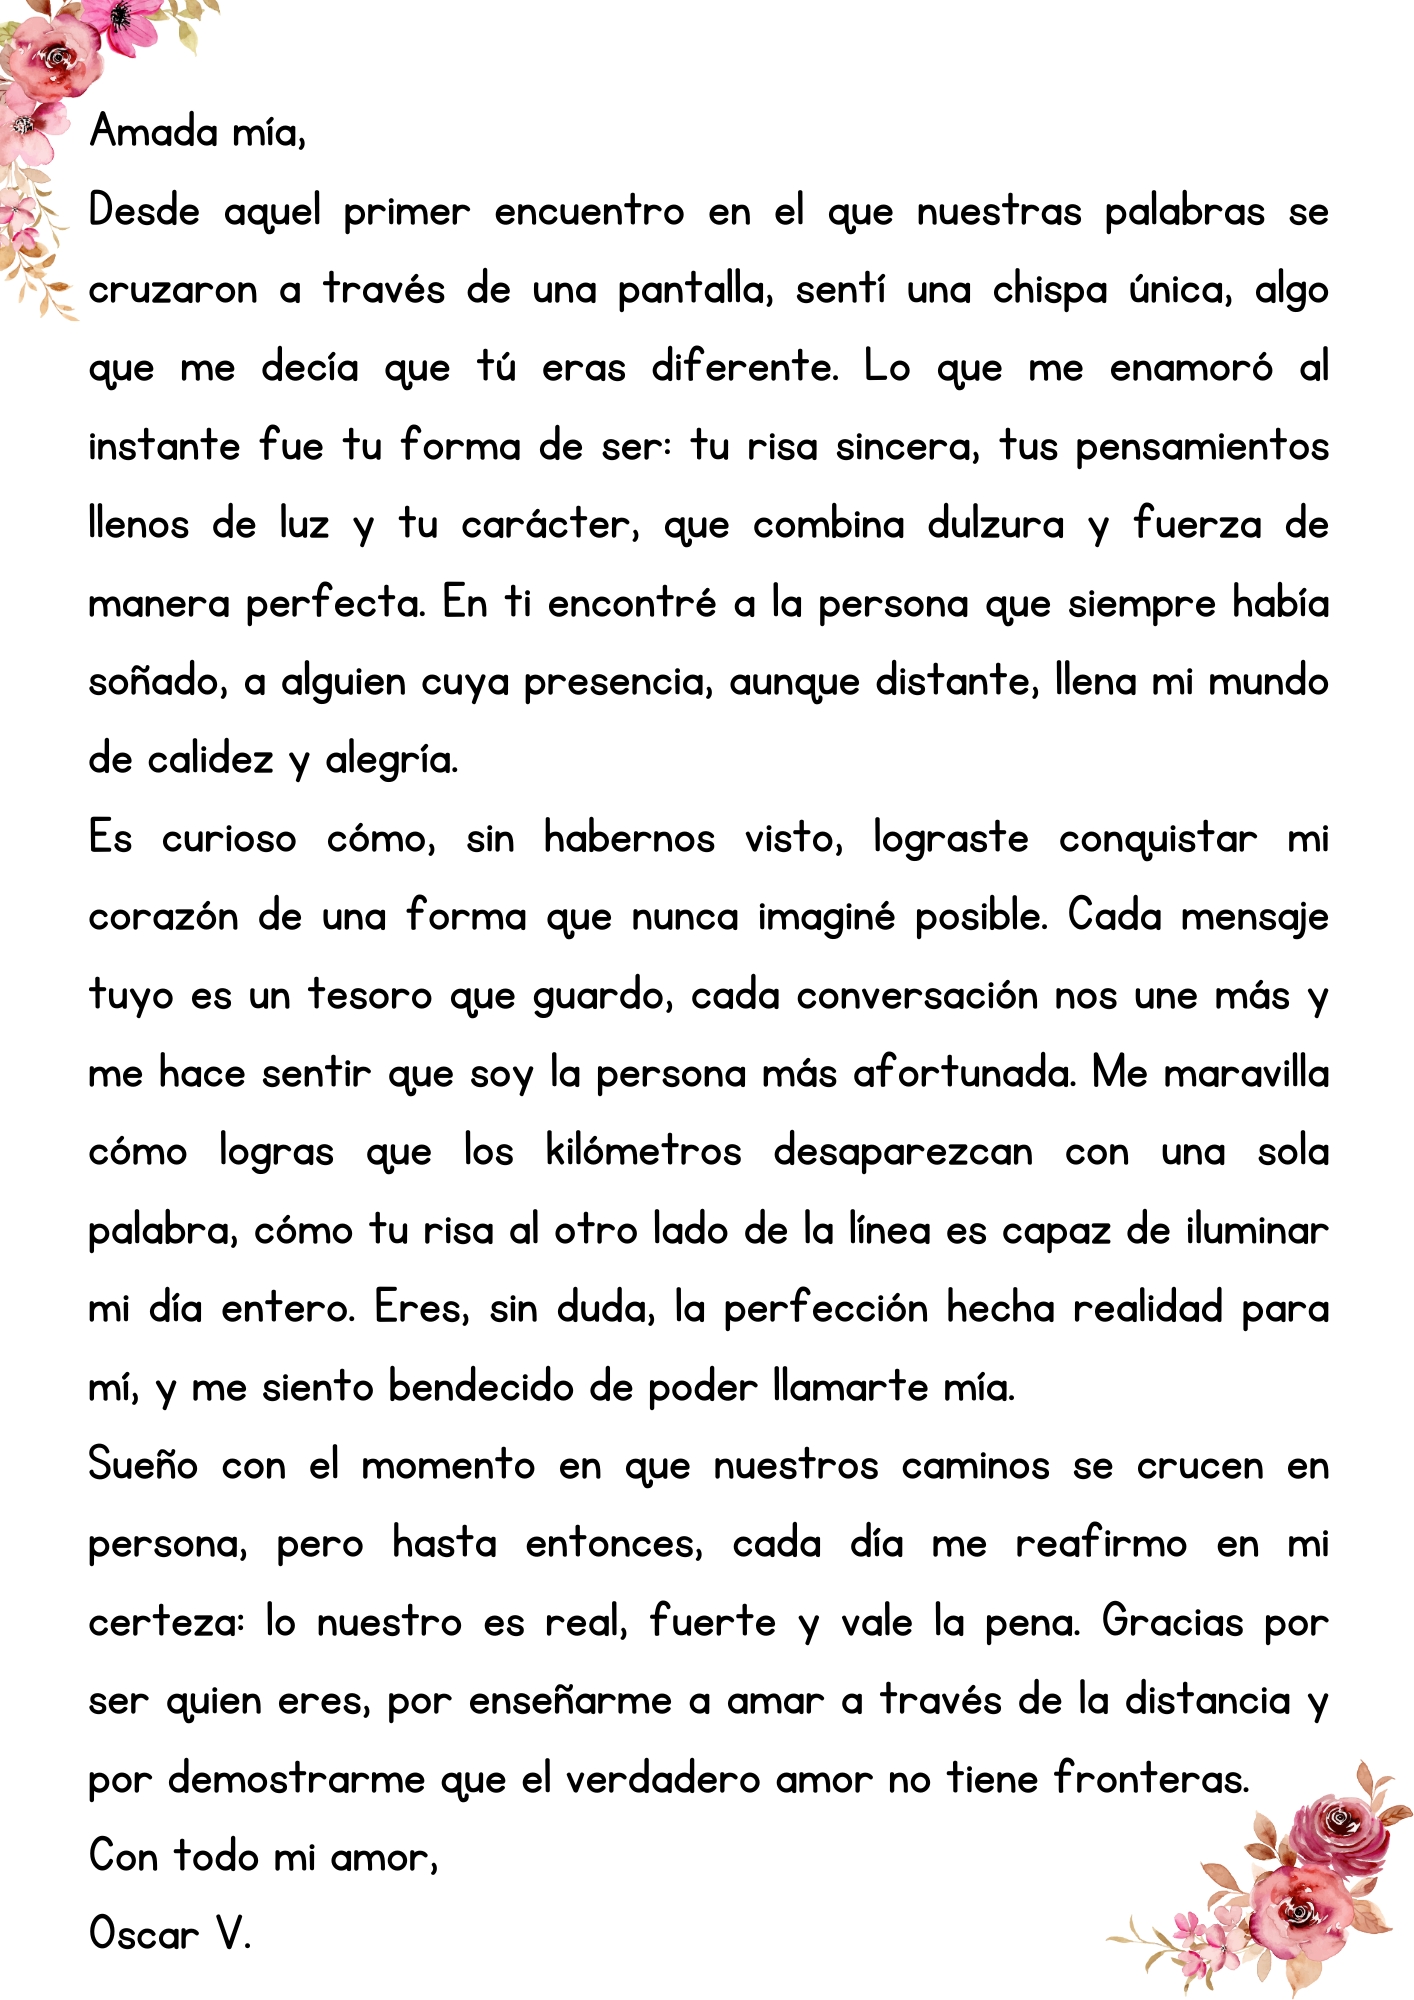 Amada mía,
Desde aquel primer encuentro en el que nuestras palabras se
cruzaron a través de una pantalla, sentí una chispa única, algo
que me decía que tú eras diferente. Lo que me enamoró al
instante fue tu forma de ser: tu risa sincera, tus pensamientos
llenos de luz y tu carácter, que combina dulzura y fuerza de
manera perfecta. En ti encontré a la persona que siempre había
soñado, a alguien cuya presencia, aunque distante, llena mi mundo
de calidez y alegría.
Es curioso cómo, sin habernos visto, lograste conquistar mi
corazón de una forma que nunca imaginé posible. Cada mensaje
tuyo es un tesoro que guardo, cada conversación nos une más y
me hace sentir que soy la persona más afortunada. Me maravilla
cómo logras que los kilómetros desaparezcan con una sola
palabra, cómo tu risa al otro lado de la línea es capaz de iluminar
mi día entero. Eres, sin duda, la perfección hecha realidad para
mí, y me siento bendecido de poder llamarte mía.
Sueño con el momento en que nuestros caminos se crucen en
persona, pero hasta entonces, cada día me reafirmo en mi
certeza: lo nuestro es real, fuerte y vale la pena. Gracias por
ser quien eres, por enseñarme a amar a través de la distancia y
por demostrarme que el verdadero amor no tiene fronteras.
Con todo mi amor,
Oscar V.